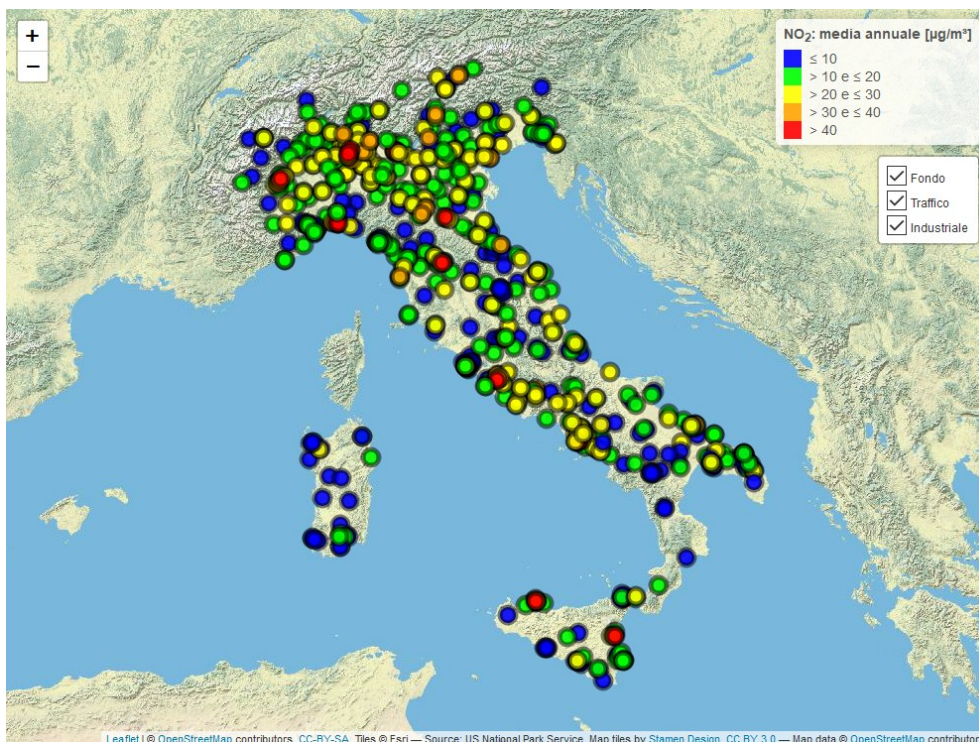 +
−
NO₂: media annuale [µg/m³]
≤ 10
> 10 e ≤ 20
> 20 e ≤ 30
> 30 e ≤ 40
> 40
Fondo
Traffico
Industriale
Leaflet | © OpenStreetMap contributors, CC-BY-SA, Tiles © Esri — Source: US National Park Service, Map tiles by Stamen Design, CC BY 3.0 — Map data © OpenStreetMap contributors